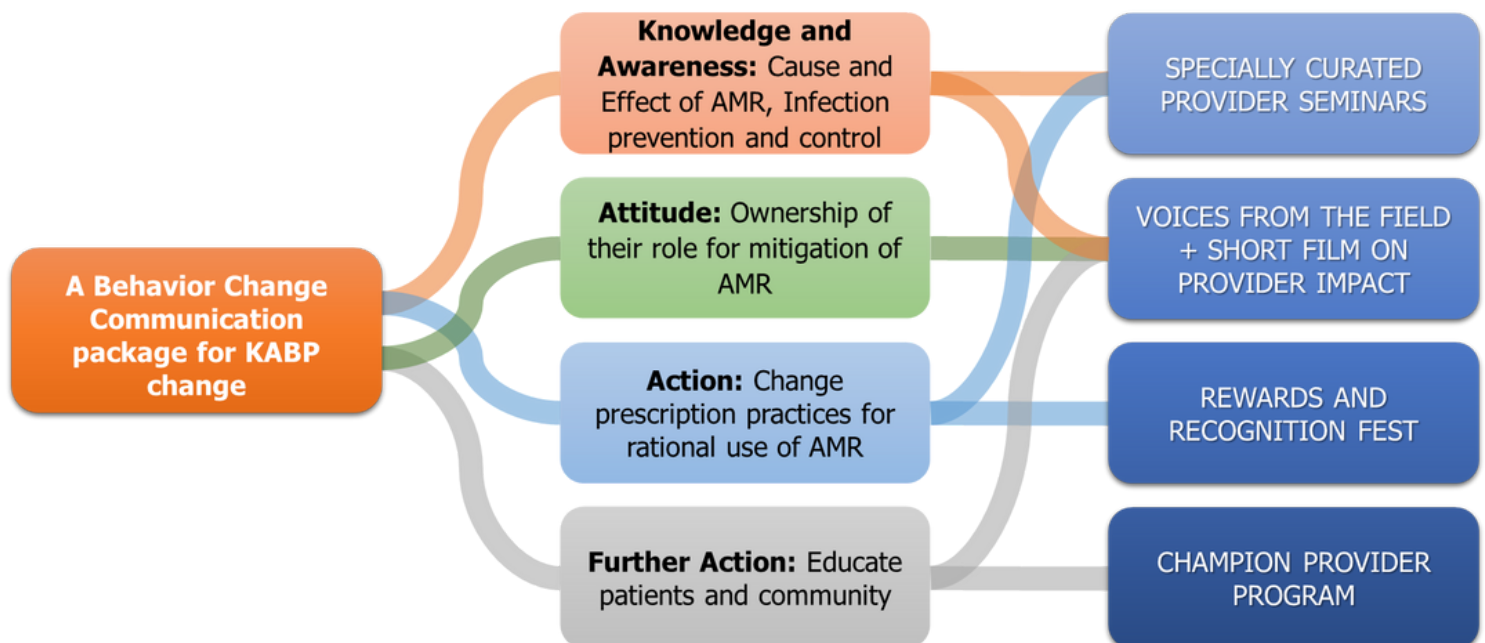 A Behavior Change
Communication
package for KABP
change
Knowledge and
Awareness: Cause and
Effect of AMR, Infection
prevention and control
Attitude: Ownership of
their role for mitigation of
AMR
Action: Change
prescription practices for
rational use of AMR
Further Action: Educate
patients and community
SPECIALLY CURATED
PROVIDER SEMINARS
VOICES FROM THE FIELD
+ SHORT FILM ON
PROVIDER IMPACT
REWARDS AND
RECOGNITION FEST
CHAMPION PROVIDER
PROGRAM